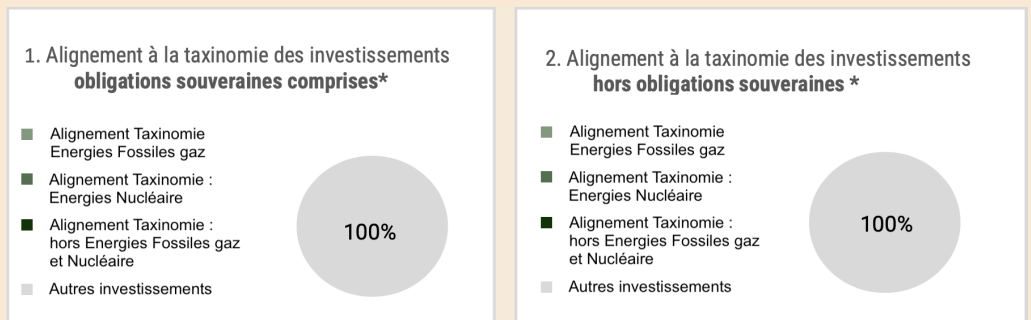 1. Alignement à la taxinomie des investissements
obligations souveraines comprises*
Alignement Taxinomie
Energies Fossiles gaz
Alignement Taxinomie :
Energies Nucléaire
Alignement Taxinomie :
hors Energies Fossiles gaz
et Nucléaire
Autres investissements
100%
2. Alignement à la taxinomie des investissements
hors obligations souveraines *
Alignement Taxinomie
Energies Fossiles gaz
Alignement Taxinomie :
Energies Nucléaire
Alignement Taxinomie :
hors Energies Fossiles gaz
et Nucléaire
Autres investissements
100%